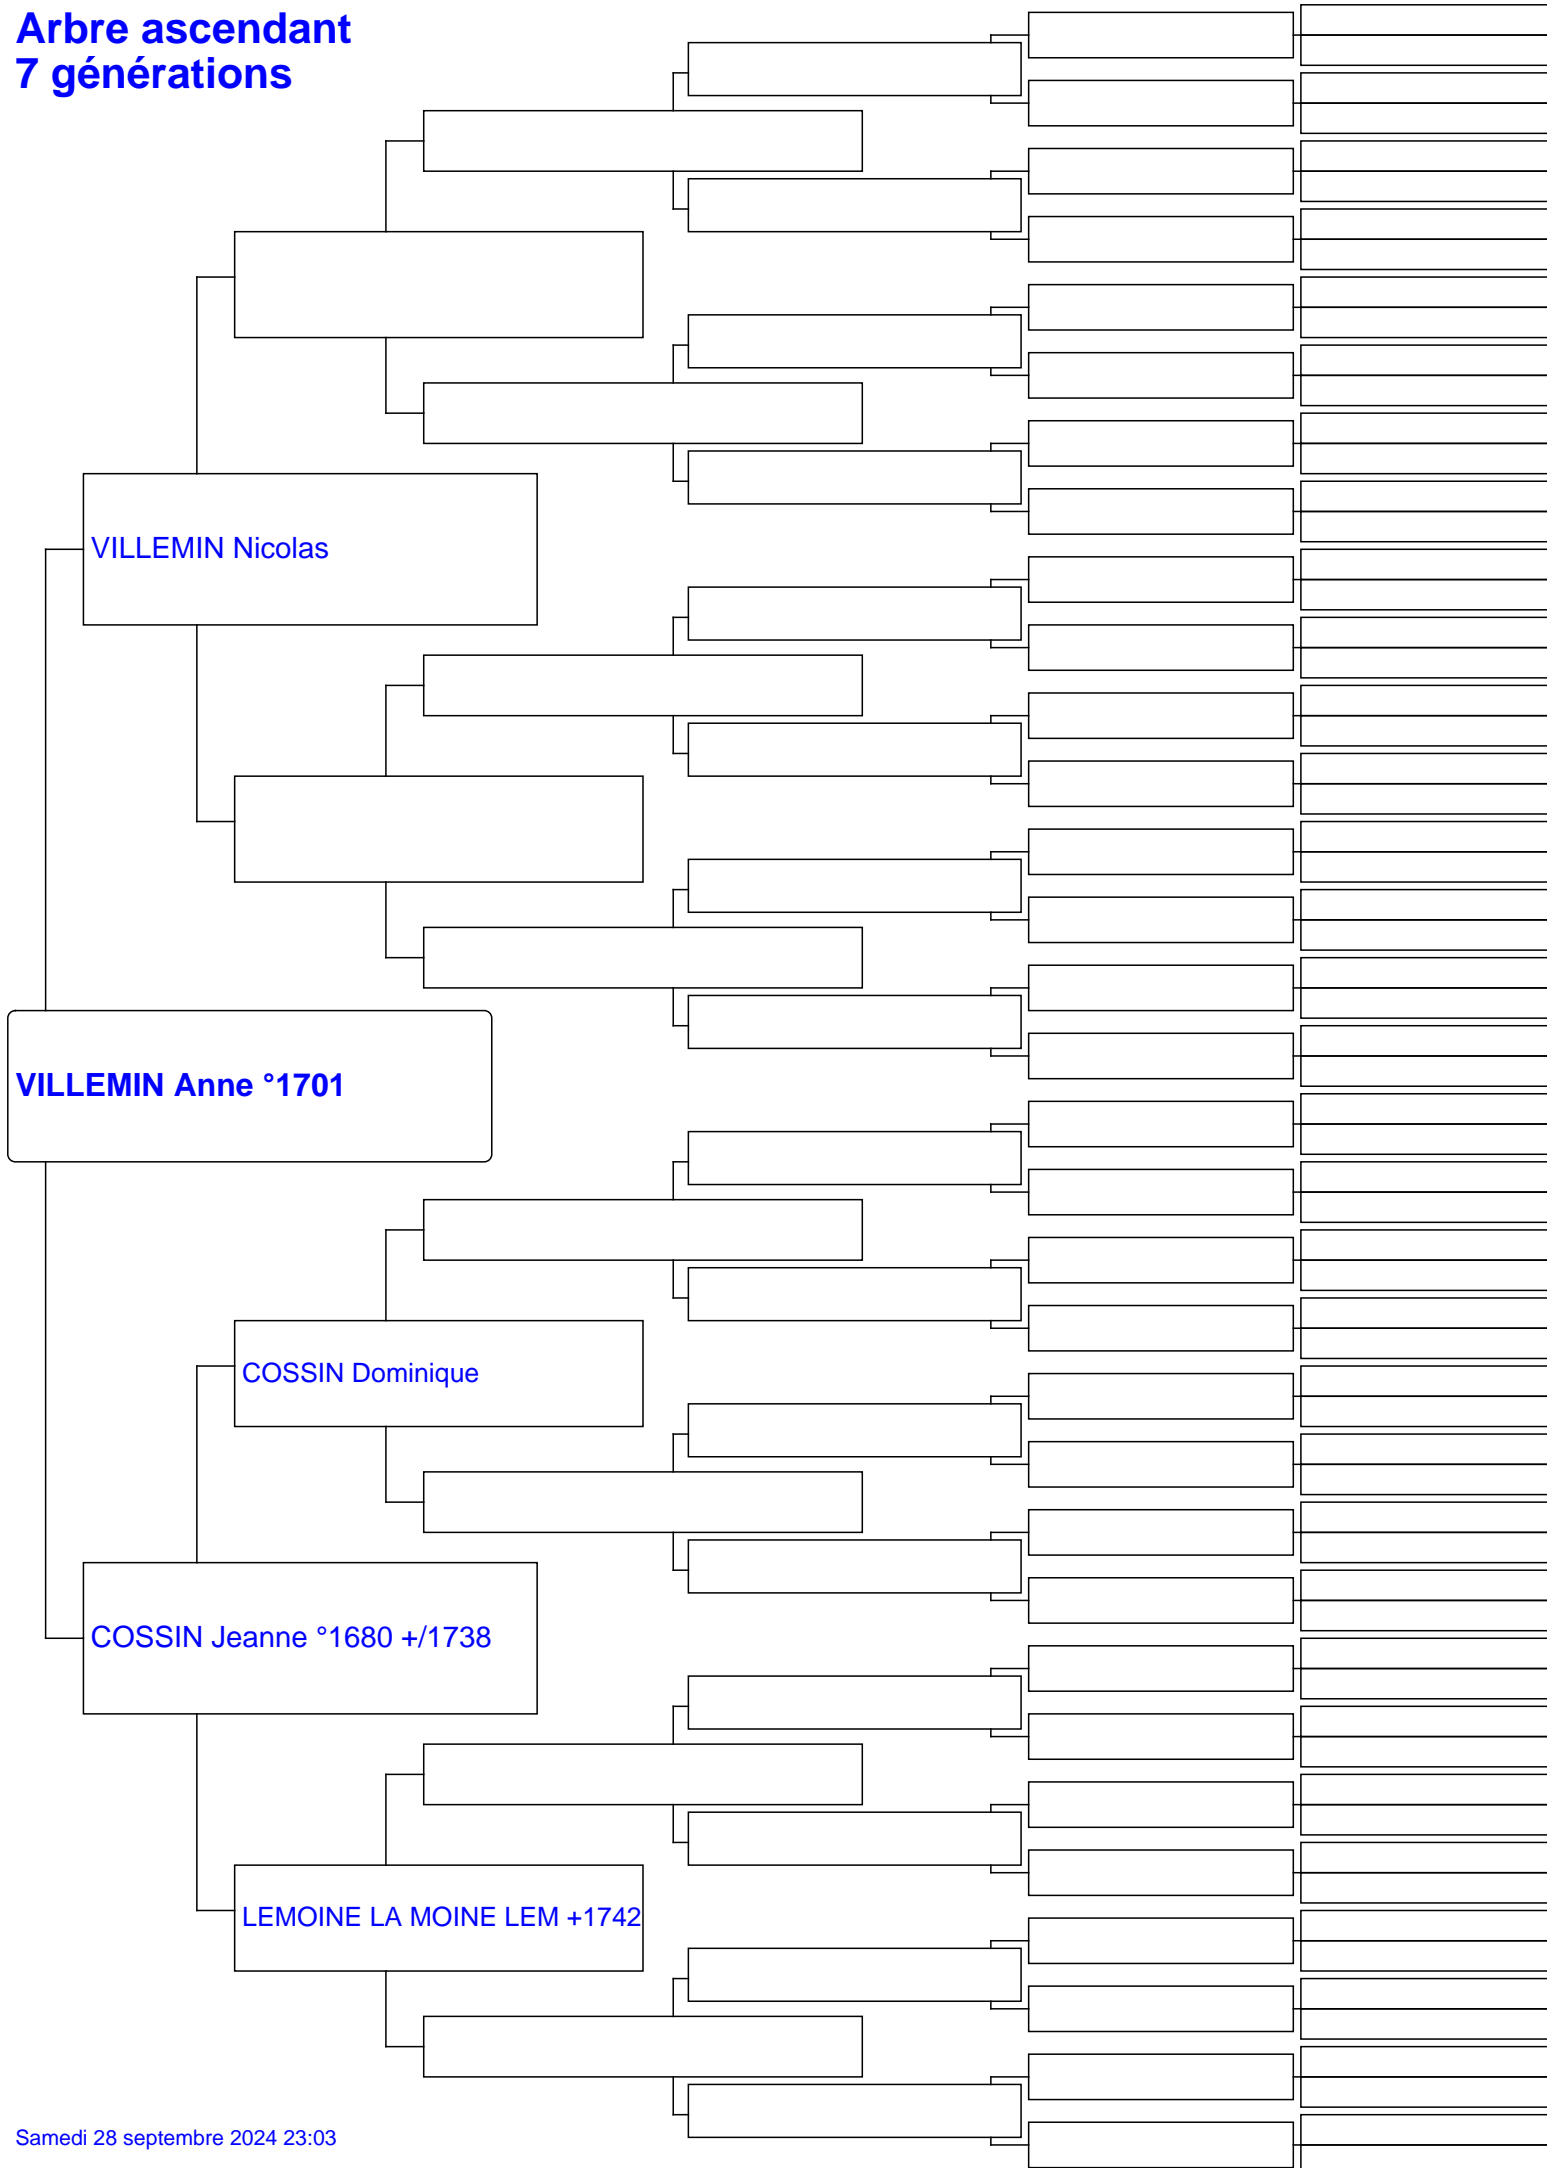 Arbre ascendant
7 générations
VILLEMIN Nicolas
VILLEMIN Anne °1701
COSSIN Dominique
COSSIN Jeanne °1680 +/1738
LEMOINE LA MOINE LEM +1742
Samedi 28 septembre 2024 23:03